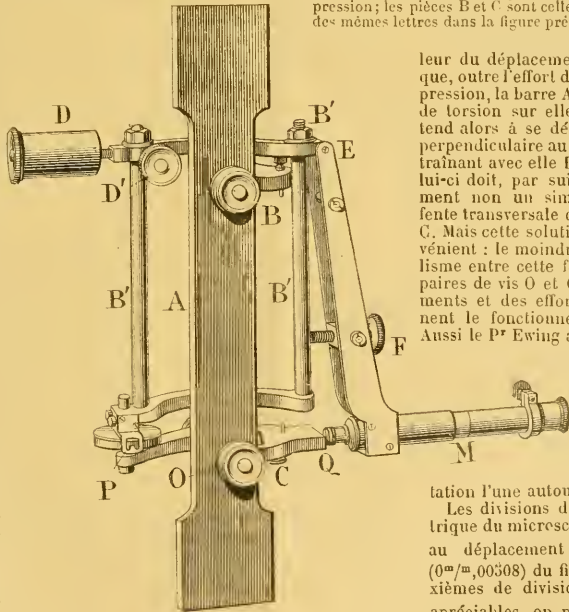 pression; les pièces B et C sont celle
des mêmes lettres dans la figure pré
leur du déplaceme
que, outre l'effort d
pression, la barre A
de torsion sur elle
tend alors à se dé
perpendiculaire au
traînant avec elle l
lui-ci doit, par sui
ment non un sim
fente transversale d
C. Mais cette soluti
vénient : le moindr
lisme entre cette f
paires de vis O et
ments et des effor
nent le fonctionne
Aussi le Pr Ewing a
D
B'
E
D'
B
B'
A
B'
F
P
O
C
Q
M
tation l'une autou
Les divisions d
trique du microsc
au déplacement
(0m/m,00508) du fi
xièmes de divisio
appréciables, on p